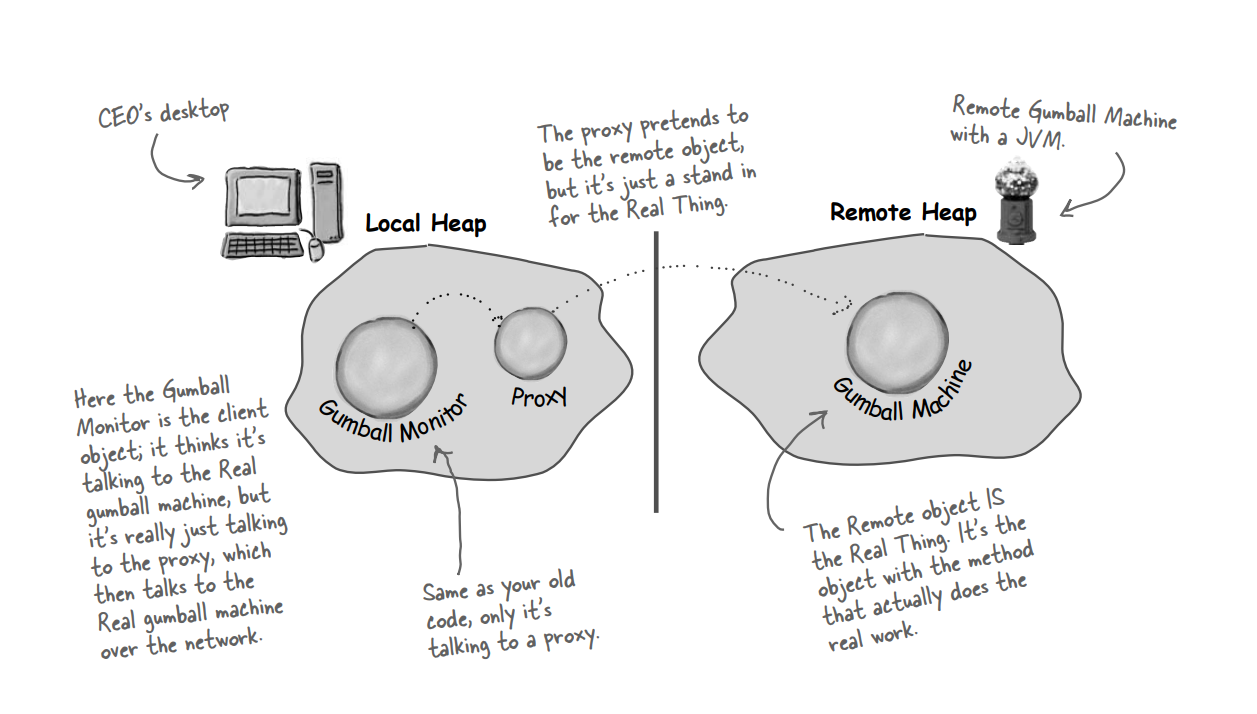 CEO's desktop
The proxy pretends to
be the remote object,
but it's just a stand in
for the Real Thing.
Remote Gumball Machine
with a JVM.
Local Heap
Remote Heap
Gumball Monitor
Proxy
Gumball Machine
Here the Gumball
Monitor is the client
object; it thinks it's
talking to the Real
gumball machine, but
it's really just talking
to the proxy, which
then talks to the
Real gumball machine
over the network.
Same as your old
code, only it's
talking to a proxy.
The Remote object IS
the Real Thing. It's the
object with the method
that actually does the
real work.